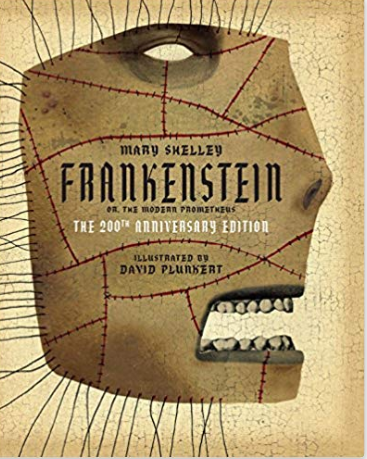 MARY SHELLEY
FRANKENSTEIN
OR, THE MODERN PROMETHEUS
THE 200TH ANNIVERSARY EDITION
ILLUSTRATED BY
DAVID PLUNKERT